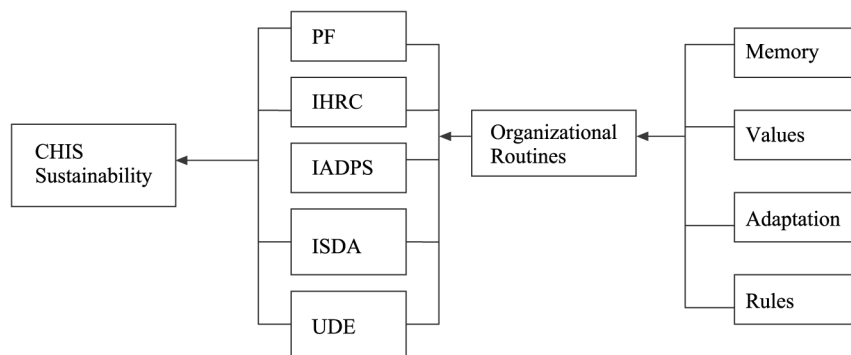 CHIS
Sustainability
PF
IHRC
IADPS
ISDA
UDE
Organizational
Routines
Memory
Values
Adaptation
Rules